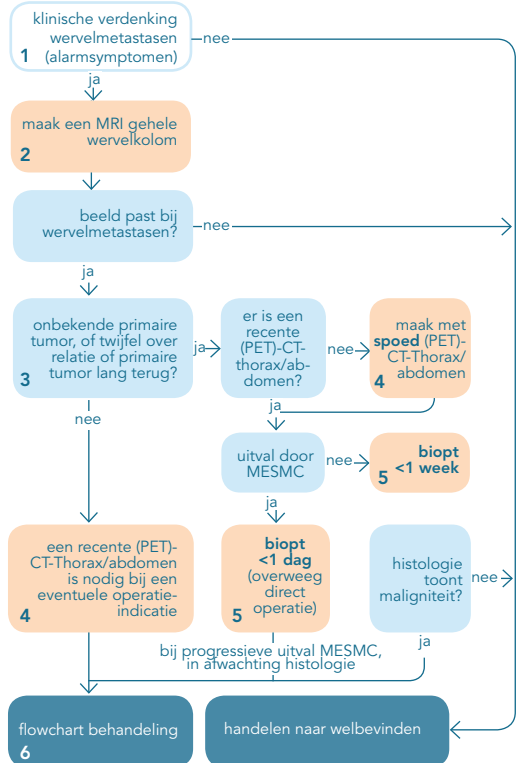 klinische verdenking
wervelmetastasen
1 (alarmsymptomen)
nee
ja
maak een MRI gehele
wervelkolom
2
beeld past bij
wervelmetastasen?
nee
ja
onbekende primaire
tumor, of twijfel over
relatie of primaire
tumor lang terug?
3
ja
er is een
recente
(PET)-CT-
thorax/ab-
domen?
nee
maak met
spoed (PET)-
CT-Thorax/
abdomen
4
nee
ja
uitval door
MESMC
nee
biopt
<1 week
5
ja
een recente (PET)-
CT-Thorax/abdomen
is nodig bij een
eventuele operatie-
indicatie
4
biopt
<1 dag
(overweeg
direct
operatie)
5
histologie
toont
maligniteit?
nee
ja
bij progressieve uitval MESMC,
in afwachting histologie
flowchart behandeling
6
handelen naar welbevinden